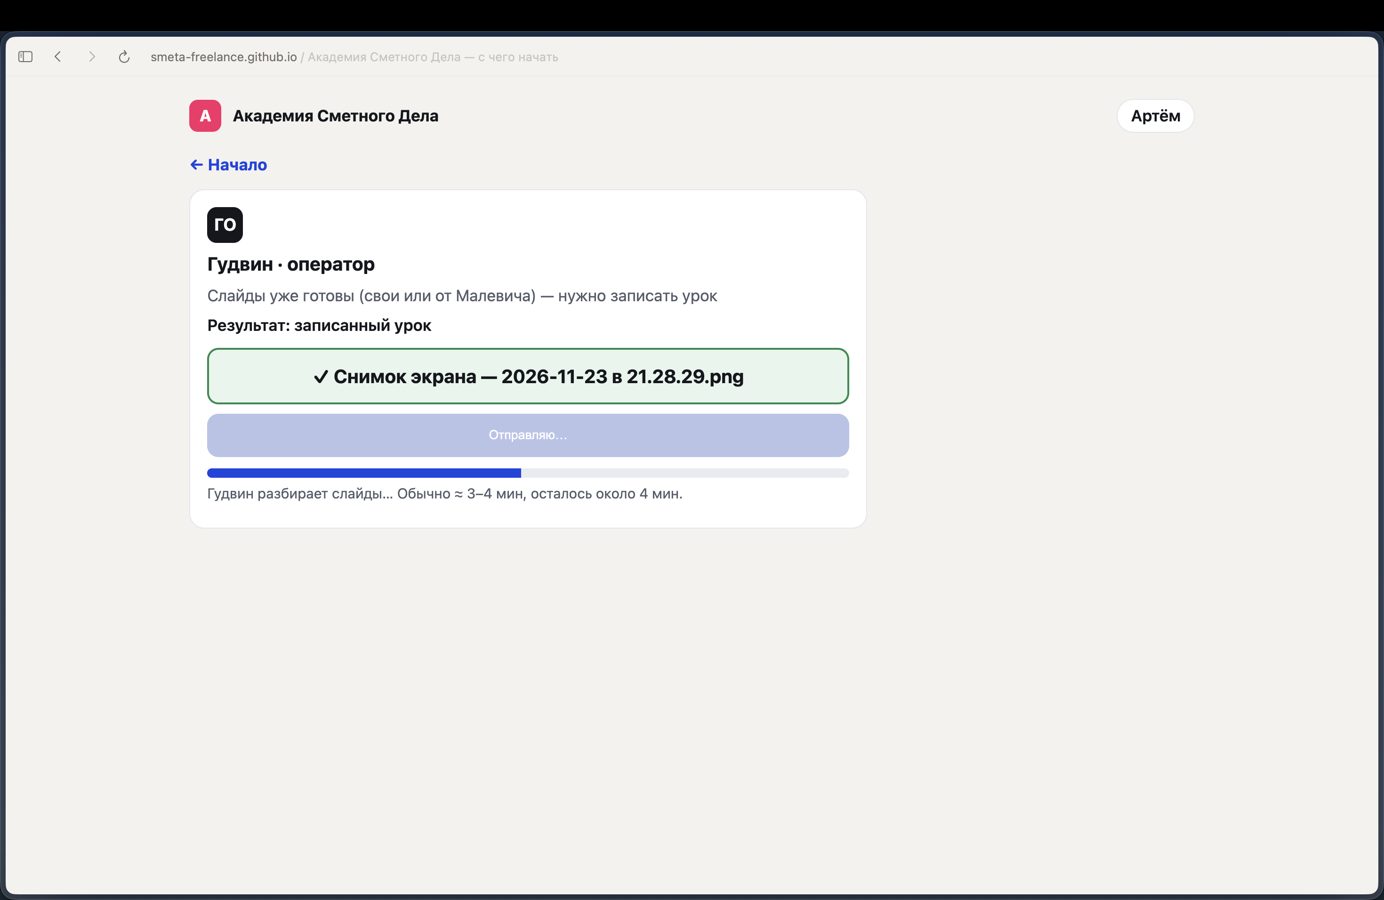 smeta-freelance.github.io / Академия Сметного Дела — с чего начать
А Академия Сметного Дела
Артём
← Начало
ГО
Гудвин · оператор
Слайды уже готовы (свои или от Малевича) — нужно записать урок
Результат: записанный урок
✓ Снимок экрана — 2026-11-23 в 21.28.29.png
Отправляю...
Гудвин разбирает слайды... Обычно ≈ 3–4 мин, осталось около 4 мин.